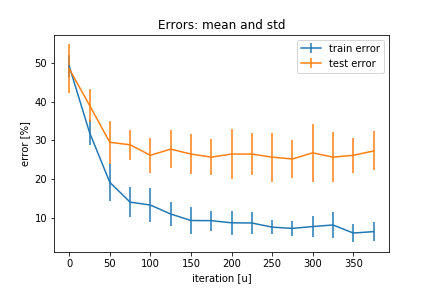 Errors: mean and std
train error
test error
error [%]
50
40
30
20
10
0 50 100 150 200 250 300 350
iteration [u]